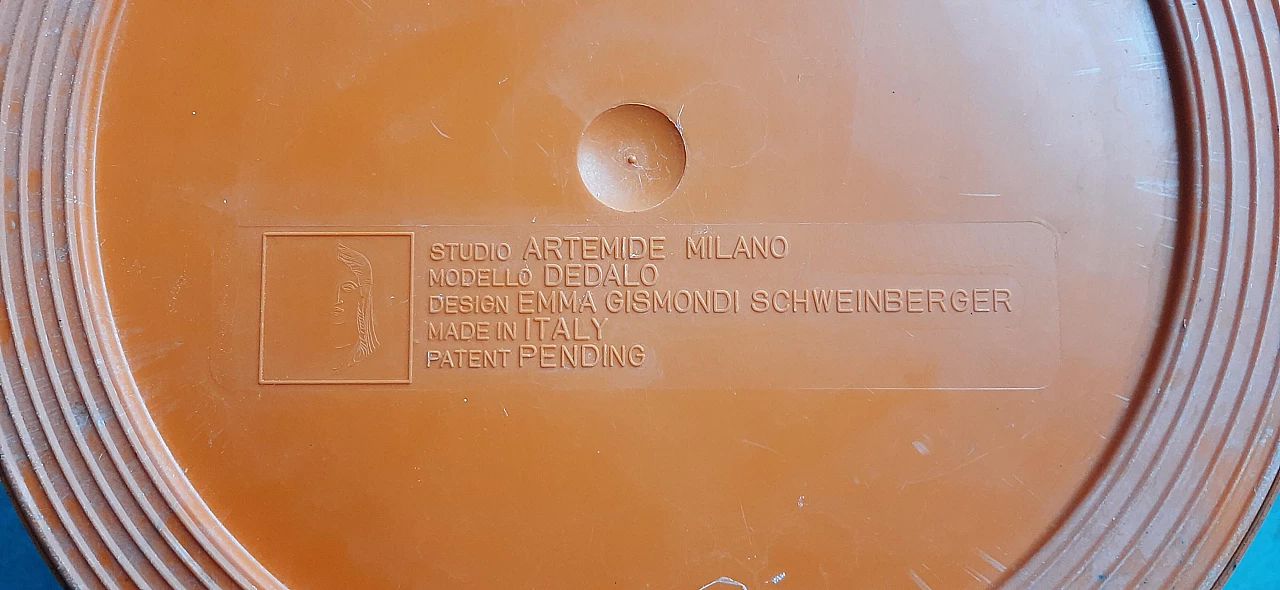 STUDIO ARTEMIDE MILANO
MODELLO DEDALO
DESIGN EMMA GISMONDI SCHWEINBERGER
MADE IN ITALY
PATENT PENDING